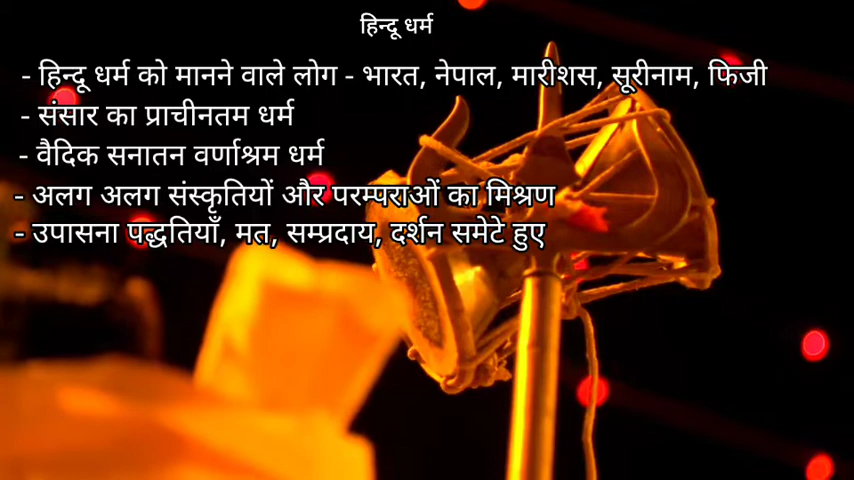 हिन्दू धर्म
- हिन्दू धर्म को मानने वाले लोग - भारत, नेपाल, मारीशस, सूरीनाम, फिजी
- संसार का प्राचीनतम धर्म
- वैदिक सनातन वर्णाश्रम धर्म
- अलग अलग संस्कृतियों और परम्पराओं का मिश्रण
- उपासना पद्धतियाँ, मत, सम्प्रदाय, दर्शन समेटे हुए